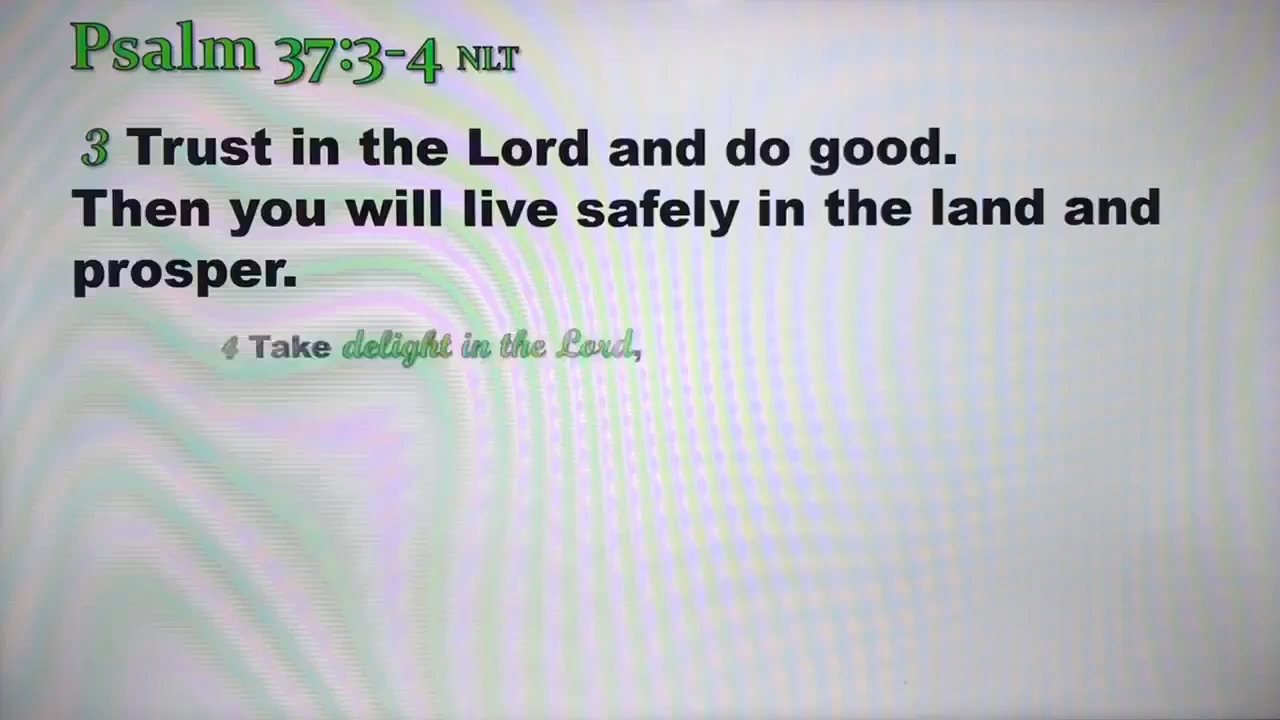 Psalm 37:3-4 NLT
3 Trust in the Lord and do good.
Then you will live safely in the land and
prosper.
4 Take delight in the Lord,